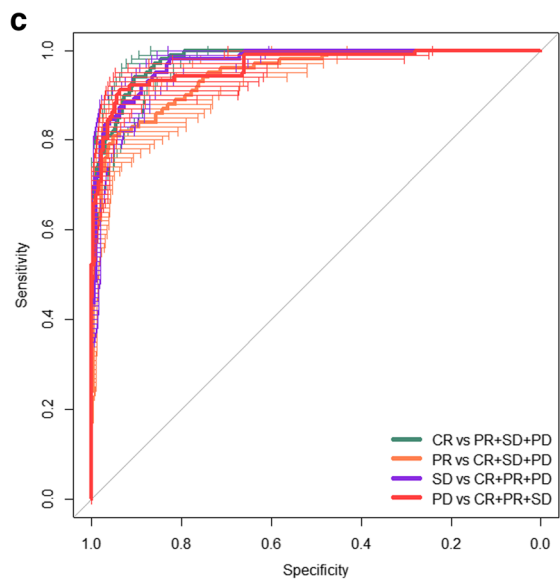 c
1.0
0.8
0.6
0.4
0.2
0.0
Sensitivity
CR vs PR+SD+PD
PR vs CR+SD+PD
SD vs CR+PR+PD
PD vs CR+PR+SD
1.0 0.8 0.6 0.4 0.2 0.0
Specificity